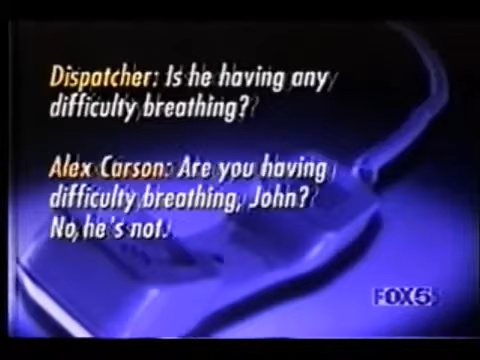 Dispatcher: Is he having any
difficulty breathing?
Alex Carson: Are you having
difficulty breathing, John?
No, he's not.
FOX5